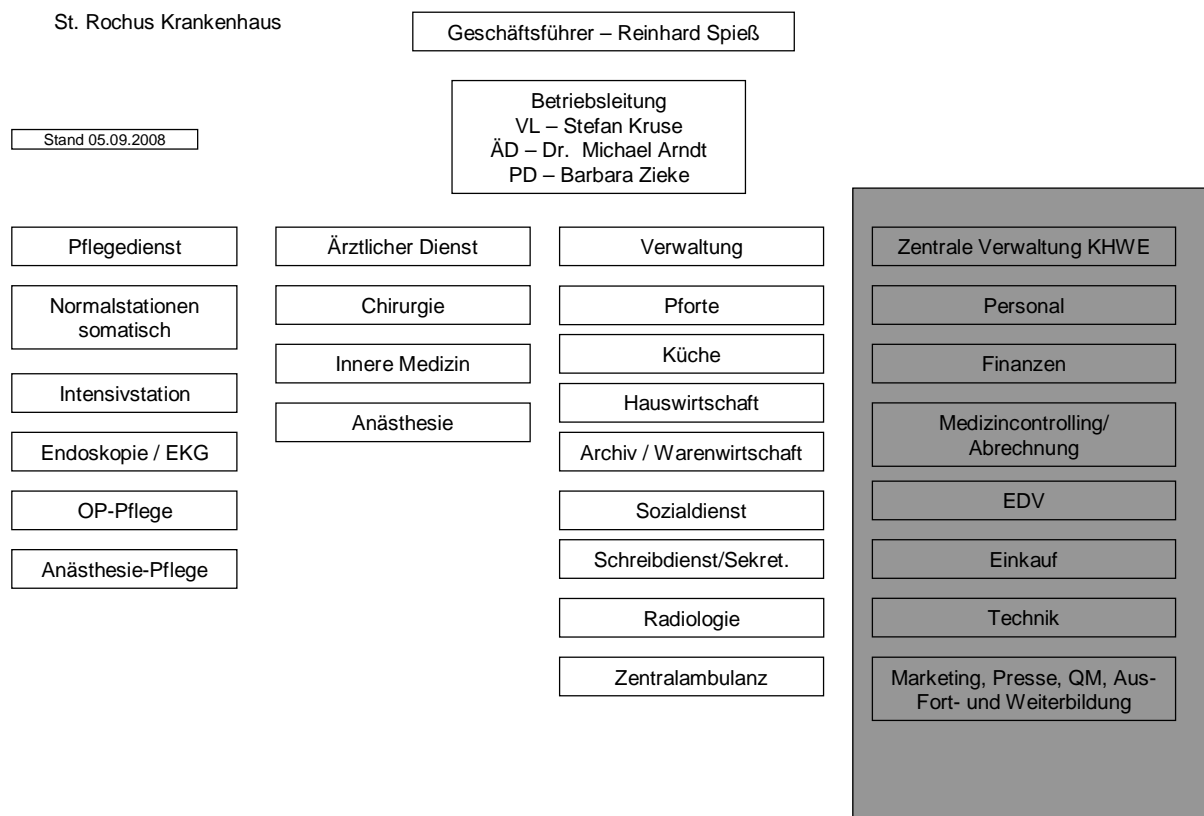 St. Rochus Krankenhaus
Geschäftsführer – Reinhard Spieß
Betriebsleitung
VL – Stefan Kruse
ÄD – Dr. Michael Arndt
PD – Barbara Zieke
Stand 05.09.2008
Pflegedienst
Normalstationen
somatisch
Intensivstation
Endoskopie / EKG
OP-Pflege
Anästhesie-Pflege
Ärztlicher Dienst
Chirurgie
Innere Medizin
Anästhesie
Verwaltung
Pforte
Küche
Hauswirtschaft
Archiv / Warenwirtschaft
Sozialdienst
Schreibdienst/Sekret.
Radiologie
Zentralambulanz
Zentrale Verwaltung KHWE
Personal
Finanzen
Medizincontrolling/
Abrechnung
EDV
Einkauf
Technik
Marketing, Presse, QM, Aus-
Fort- und Weiterbildung